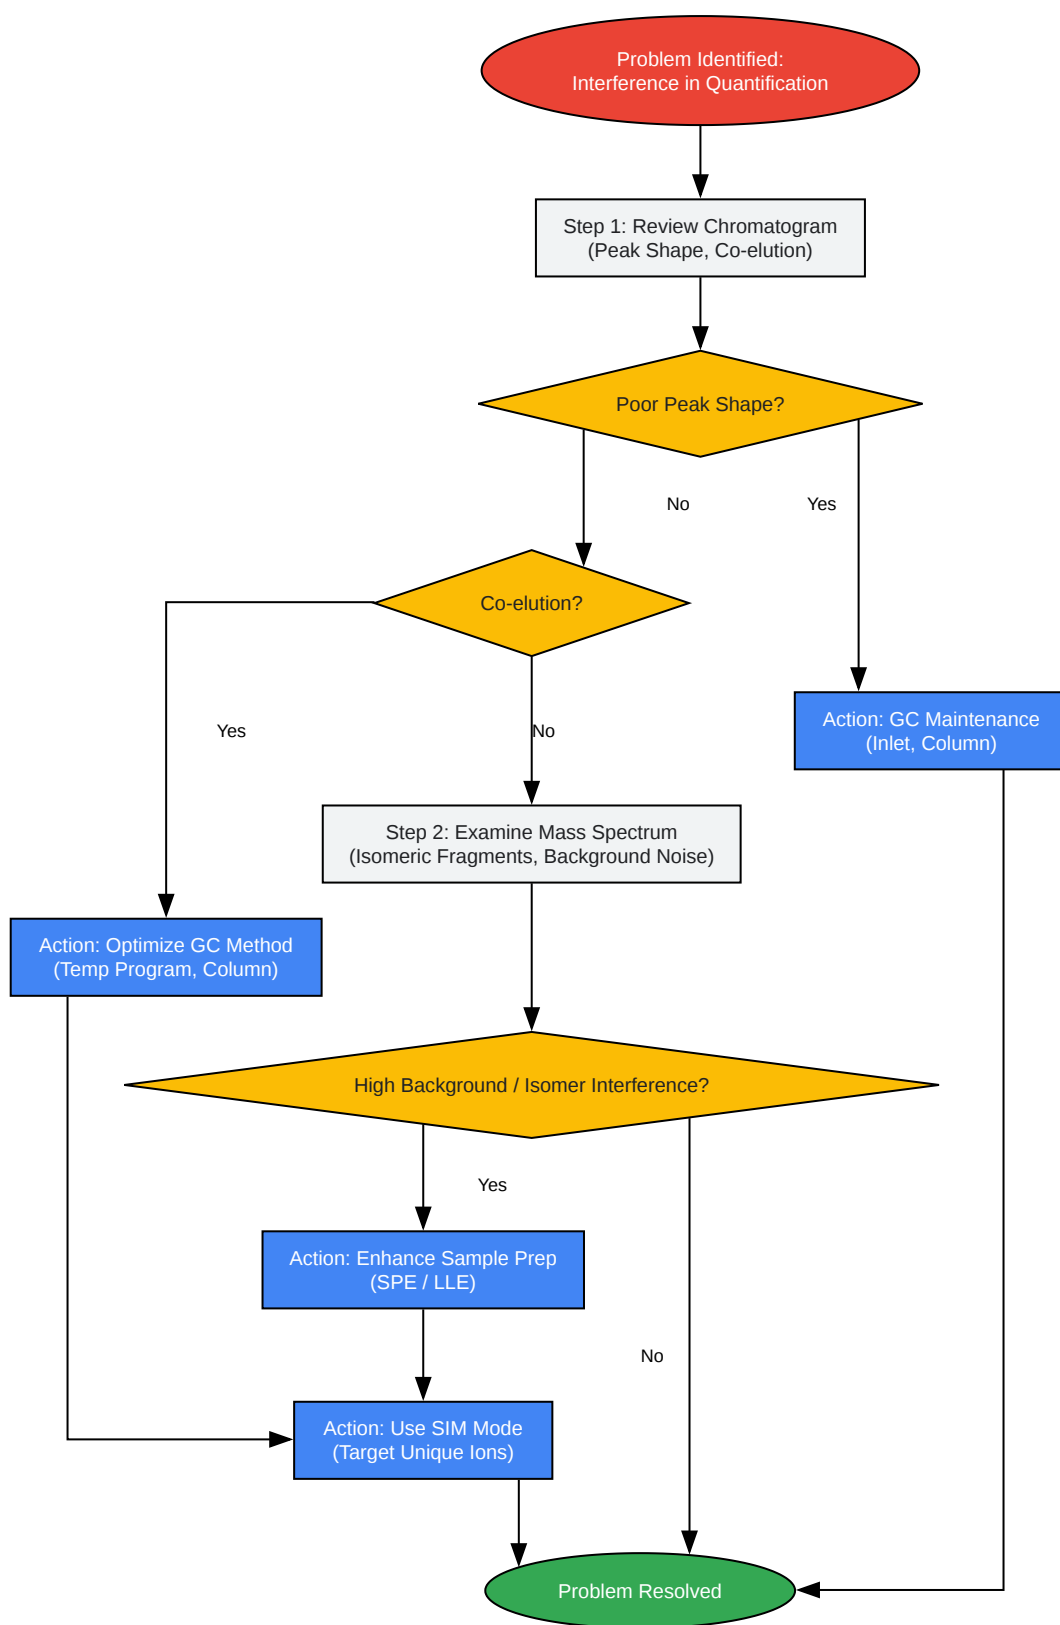 Problem Identified:
Interference in Quantification
Step 1: Review Chromatogram
(Peak Shape, Co-elution)
Poor Peak Shape?
No
Yes
Co-elution?
Yes
No
Action: GC Maintenance
(Inlet, Column)
Step 2: Examine Mass Spectrum
(Isomeric Fragments, Background Noise)
Action: Optimize GC Method
(Temp Program, Column)
High Background / Isomer Interference?
Yes
Action: Enhance Sample Prep
(SPE / LLE)
No
Action: Use SIM Mode
(Target Unique Ions)
Problem Resolved